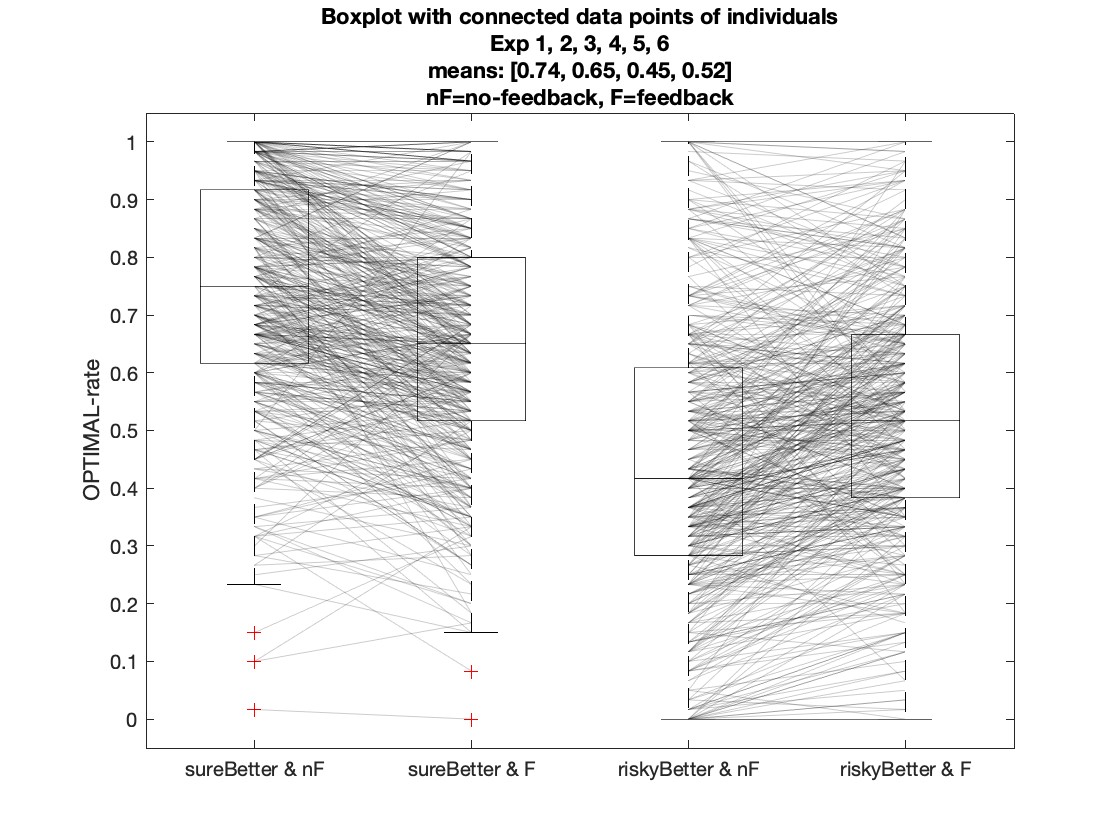 Boxplot with connected data points of individuals
Exp 1, 2, 3, 4, 5, 6
means: [0.74, 0.65, 0.45, 0.52]
nF=no-feedback, F=feedback
OPTIMAL-rate
1
0.9
0.8
0.7
0.6
0.5
0.4
0.3
0.2
0.1
0
sureBetter & nF
sureBetter & F
riskyBetter & nF
riskyBetter & F